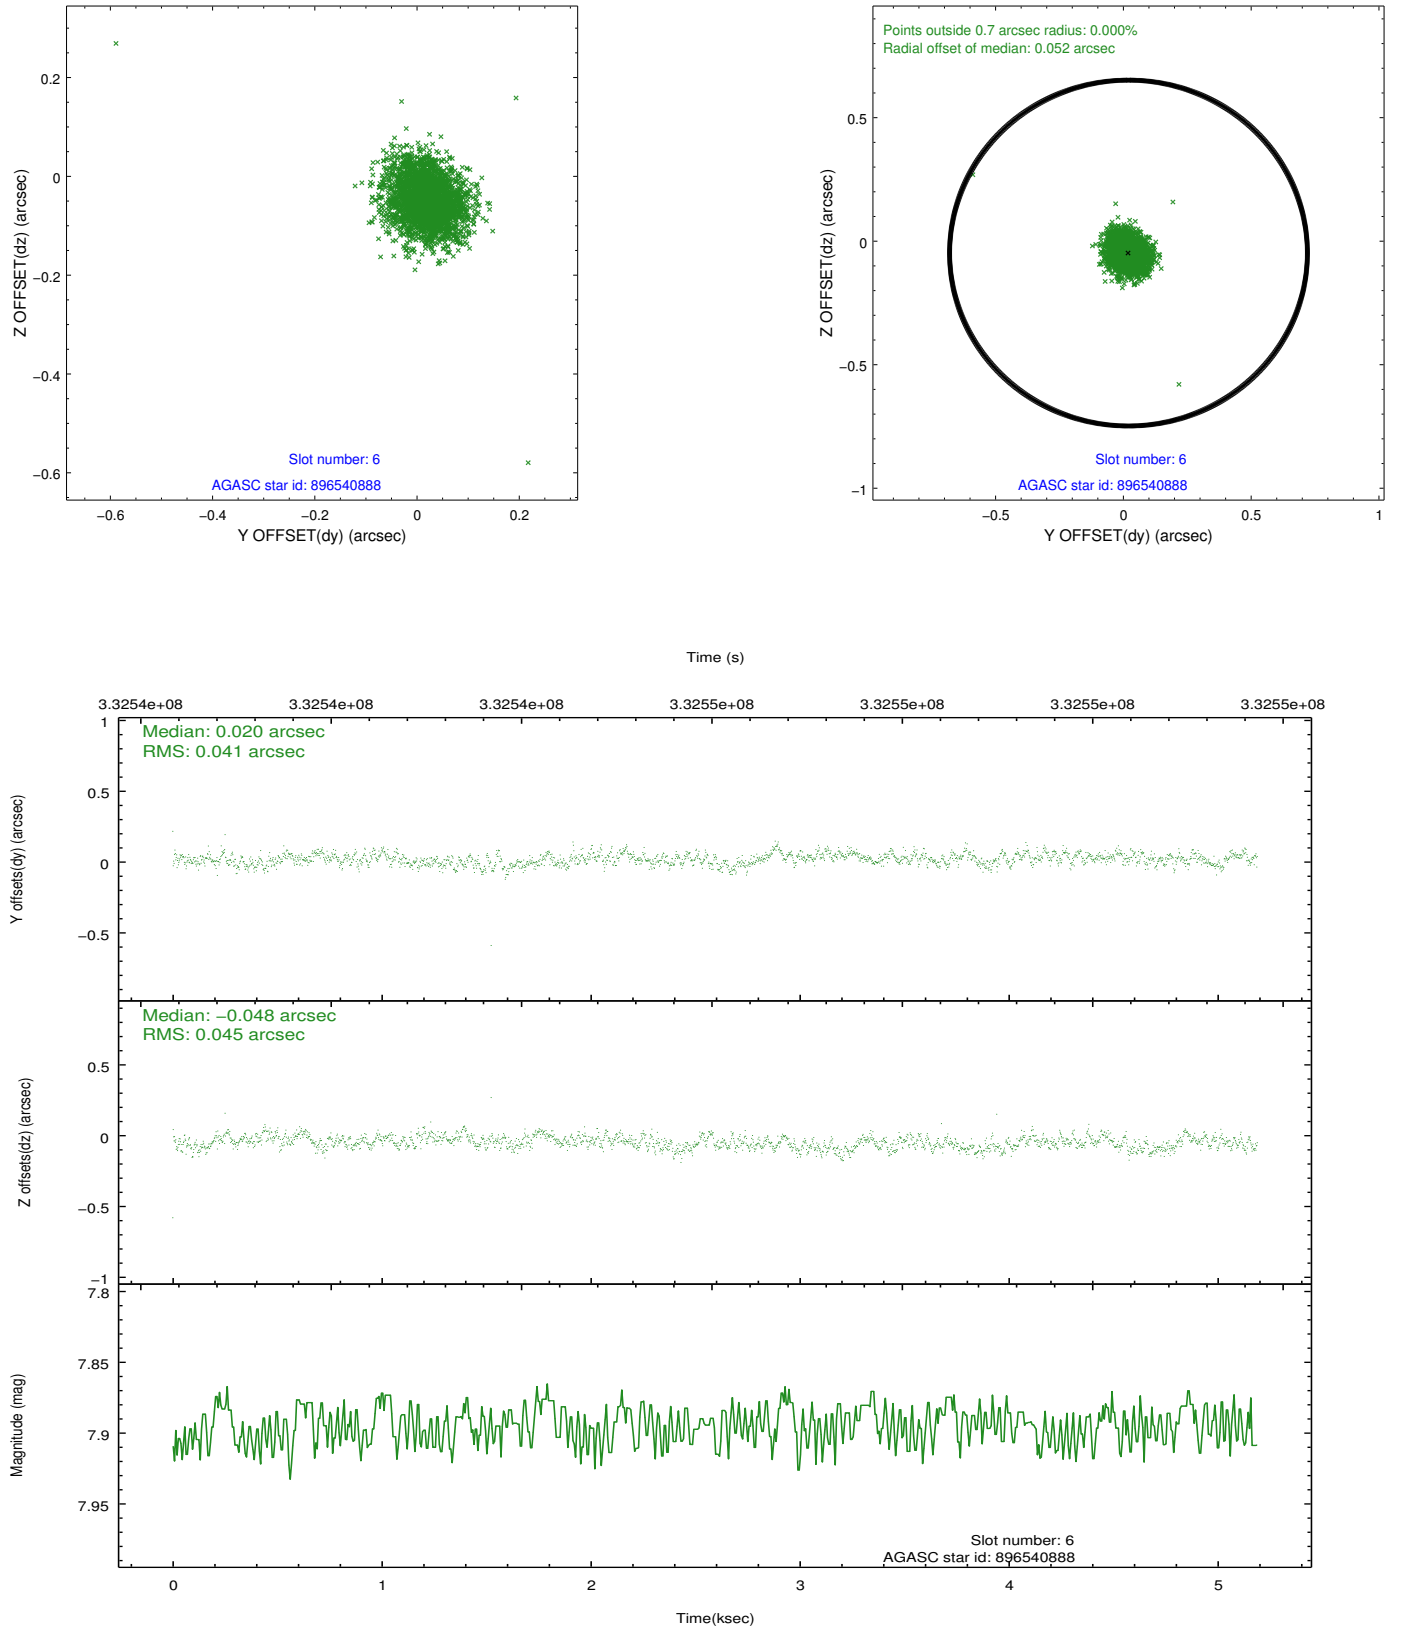 0.2
0
−0.2
−0.4
−0.6
Z OFFSET(dz) (arcsec)
Slot number: 6
AGASC star id: 896540888
−0.6 −0.4 −0.2 0 0.2
Y OFFSET(dy) (arcsec)
Points outside 0.7 arcsec radius: 0.000%
Radial offset of median: 0.052 arcsec
0.5
0
−0.5
−1
Z OFFSET(dz) (arcsec)
Slot number: 6
AGASC star id: 896540888
−0.5 0 0.5 1
Y OFFSET(dy) (arcsec)
Time (s)
3.3254e+08 3.3254e+08 3.3254e+08 3.3255e+08 3.3255e+08 3.3255e+08 3.3255e+08
Median: 0.020 arcsec
RMS: 0.041 arcsec
1
0.5
0
−0.5
Y offsets(dy) (arcsec)
Median: −0.048 arcsec
RMS: 0.045 arcsec
0.5
0
−0.5
−1
Z offsets(dz) (arcsec)
7.8
7.85
7.9
7.95
Magnitude (mag)
Slot number: 6
AGASC star id: 896540888
0 1 2 3 4 5
Time(ksec)